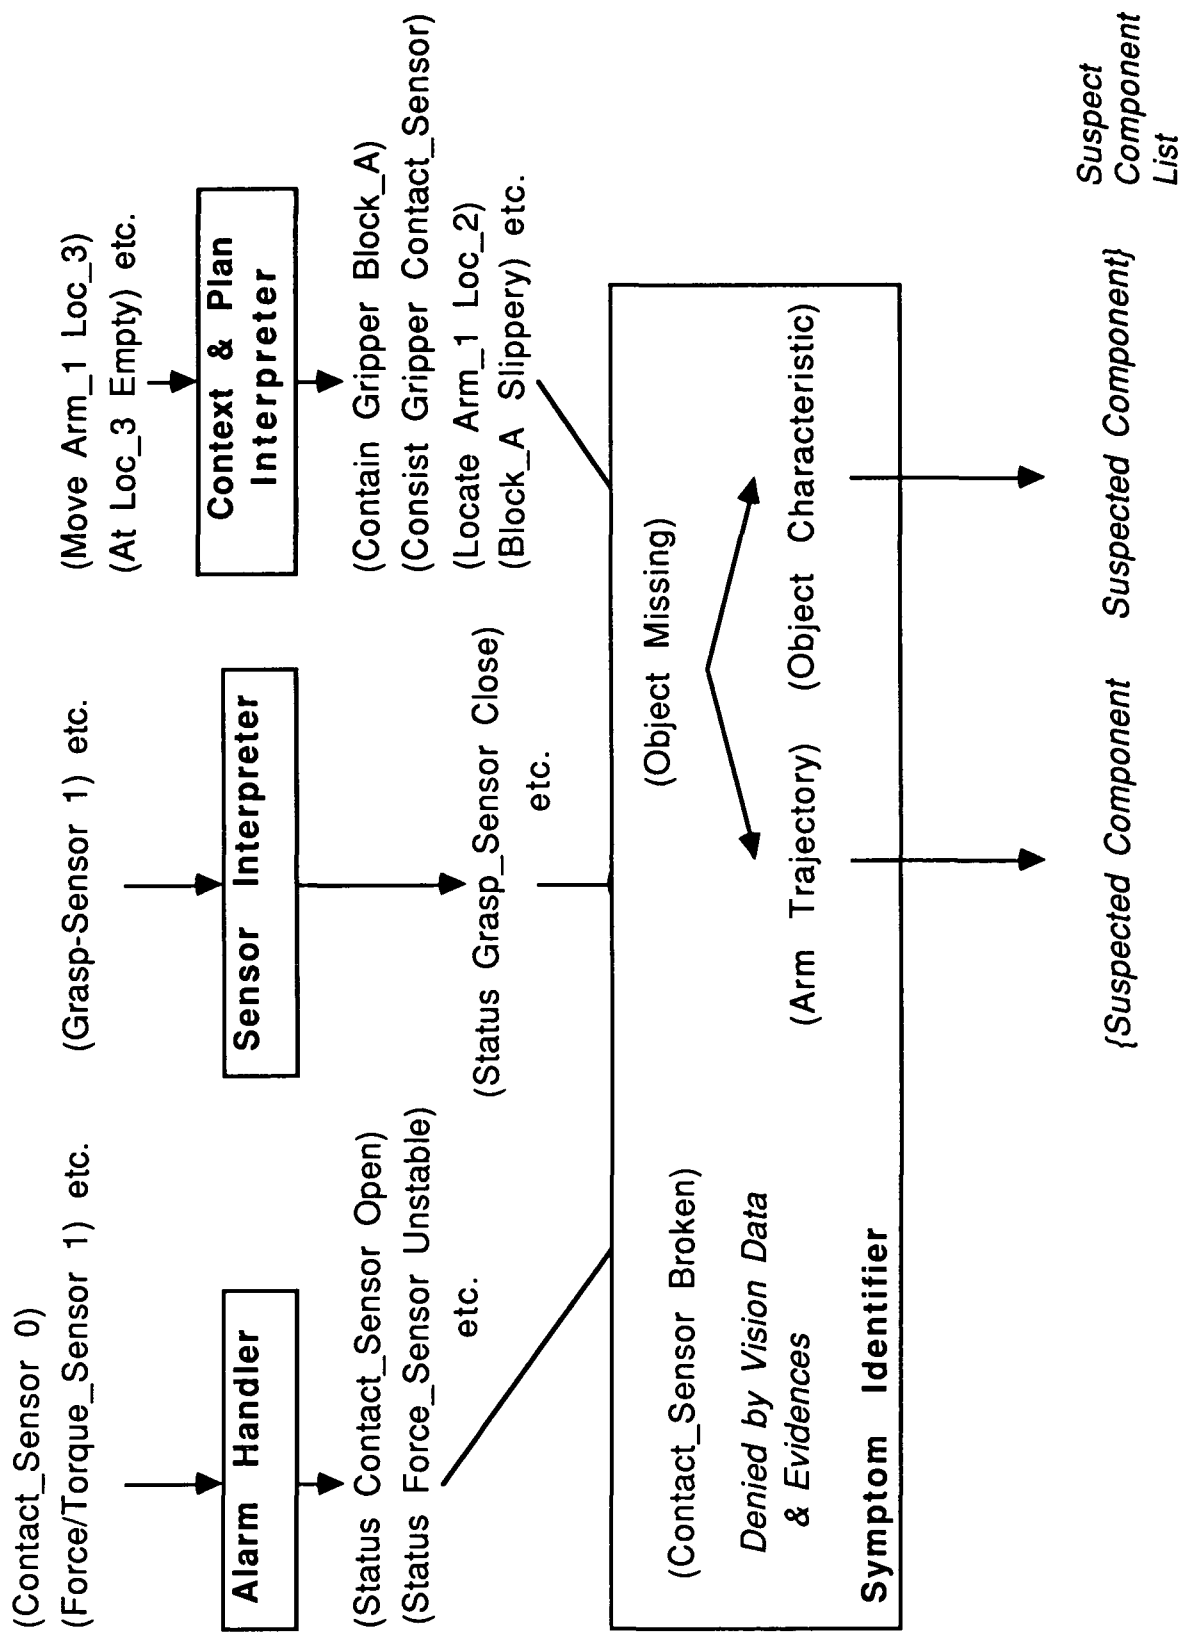 (Contact_Sensor 0)
(Force/Torque_Sensor 1) etc.
Alarm Handler
(Status Contact_Sensor Open)
(Status Force_Sensor Unstable)
etc.
(Grasp-Sensor 1) etc.
Sensor Interpreter
(Status Grasp_Sensor Close)
etc.
(Move Arm_1 Loc_3)
(At Loc_3 Empty) etc.
Context & Plan
Interpreter
(Contain Gripper Block_A)
(Consist Gripper Contact_Sensor)
(Locate Arm_1 Loc_2)
(Block_A Slippery) etc.
(Contact_Sensor Broken)
Denied by Vision Data
& Evidences
(Object Missing)
(Arm Trajectory)
(Object Characteristic)
Symptom Identifier
{Suspected Component
Suspected Component}
Suspect
Component
List